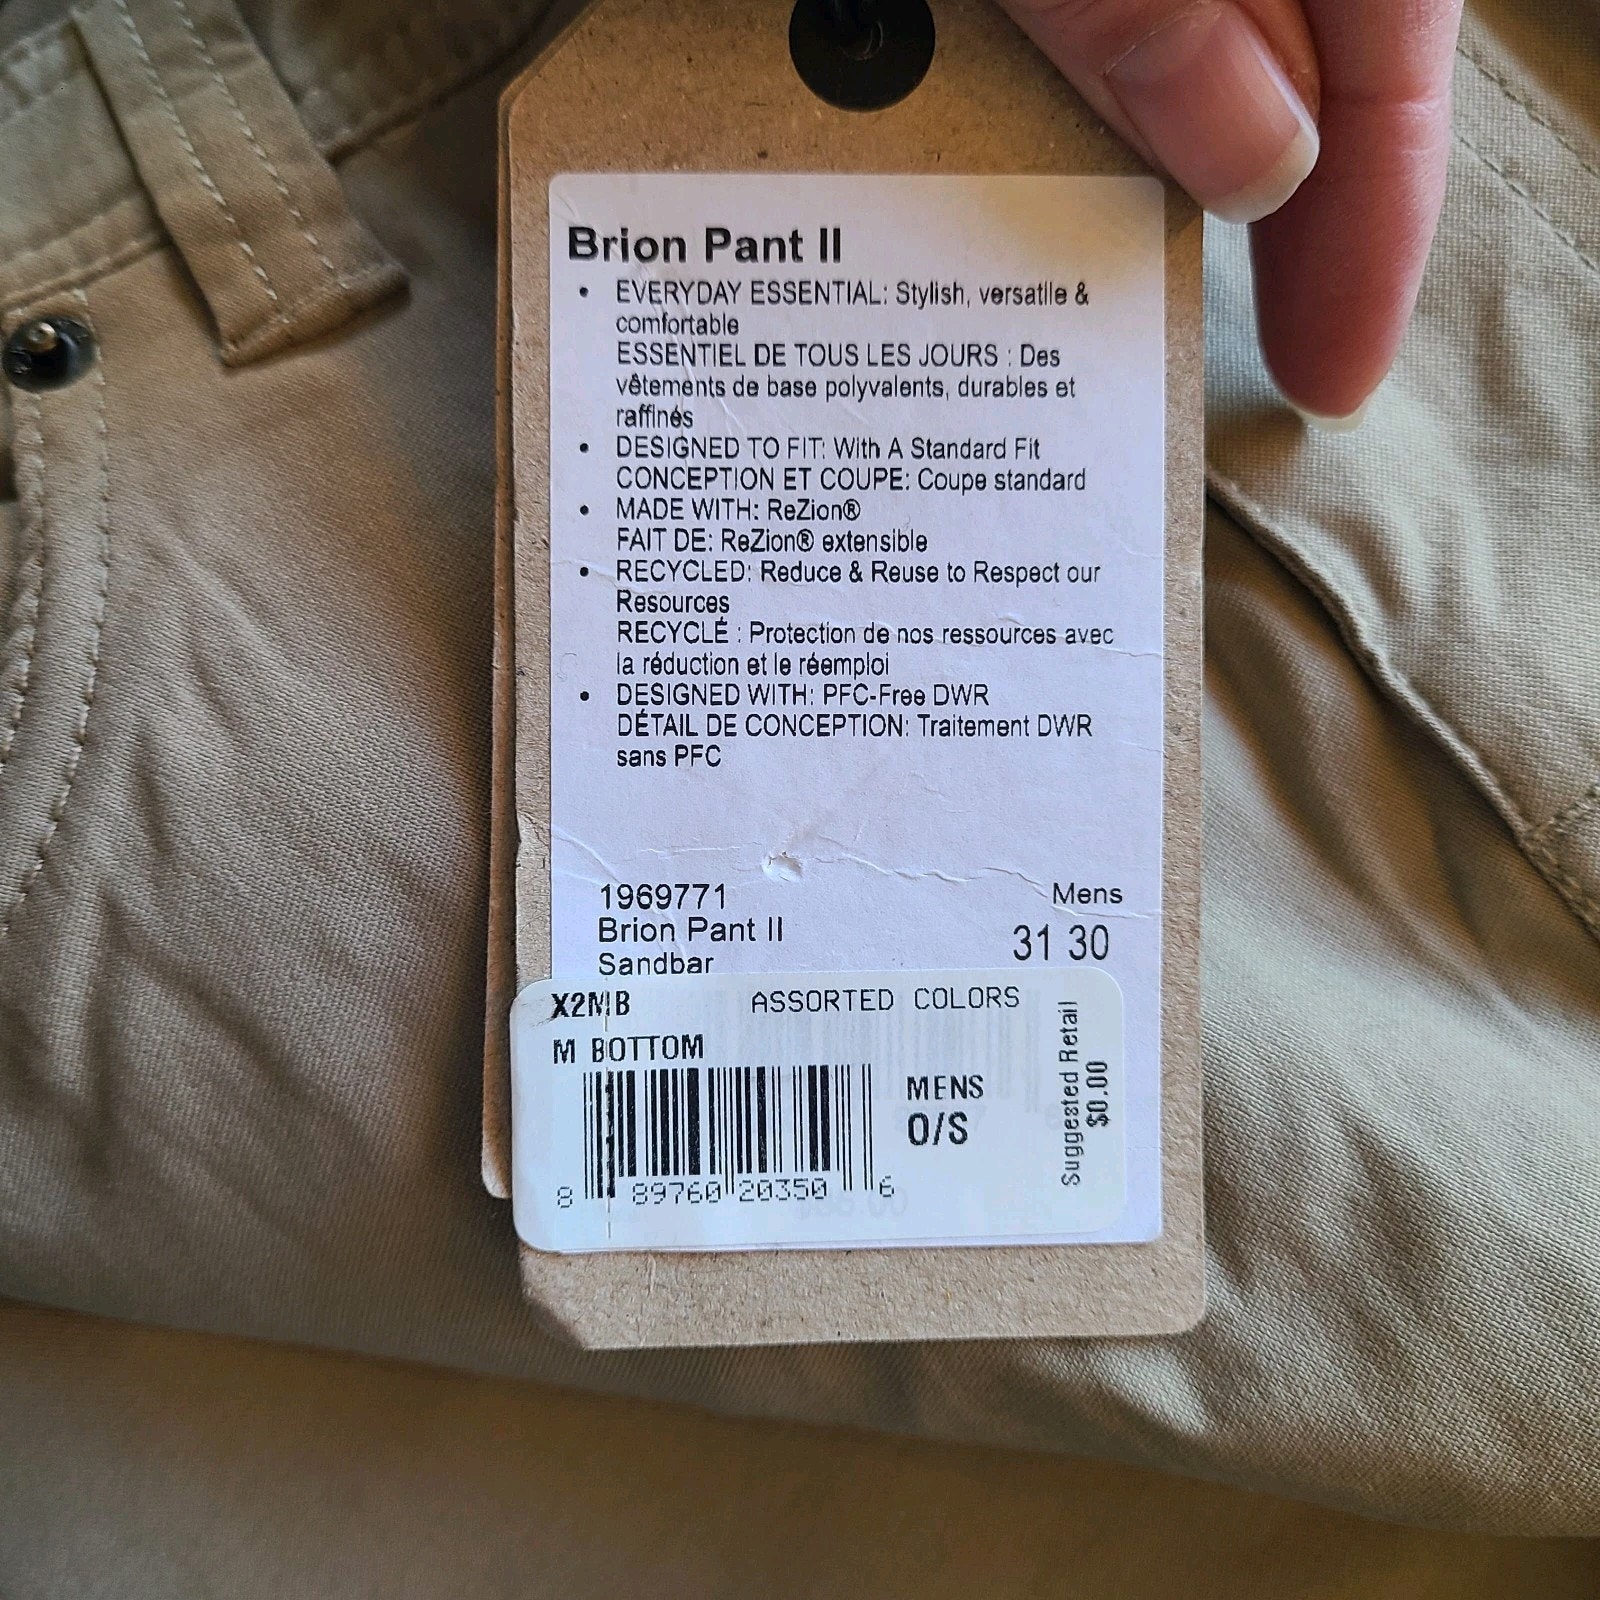 Brion Pant II
• EVERYDAY ESSENTIAL: Stylish, versatile &
comfortable
ESSENTIEL DE TOUS LES JOURS : Des
vêtements de base polyvalents, durables et
raffinés
• DESIGNED TO FIT: With A Standard Fit
CONCEPTION ET COUPE: Coupe standard
• MADE WITH: ReZion®
FAIT DE: ReZion® extensible
• RECYCLED: Reduce & Reuse to Respect our
Resources
RECYCLÉ : Protection de nos ressources avec
la réduction et le réemploi
• DESIGNED WITH: PFC-Free DWR
DÉTAIL DE CONCEPTION: Traitement DWR
sans PFC
1969771 Mens
Brion Pant II 31 30
Sandbar
X2MB ASSORTED COLORS
M BOTTOM
MENS
O/S
8 89760 20350 6
Suggested Retail
$0.00